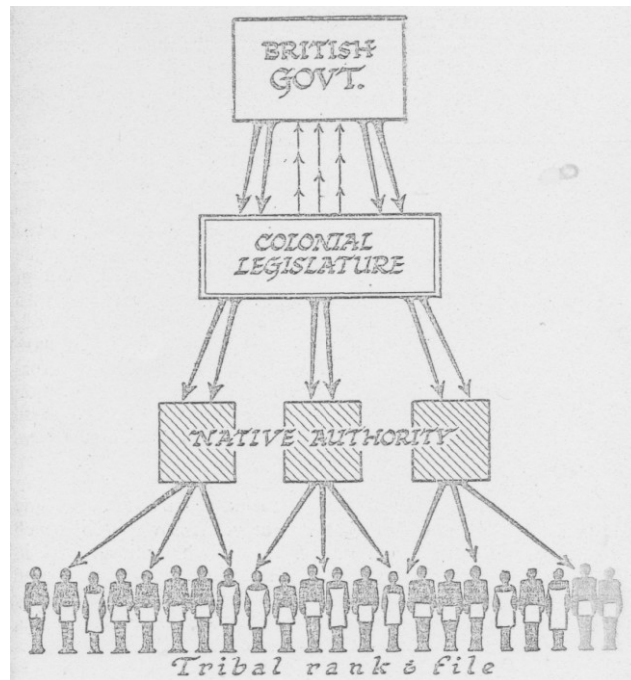 BRITISH
GOVT.
COLONIAL
LEGISLATURE
NATIVE AUTHORITY
Tribal rank & file